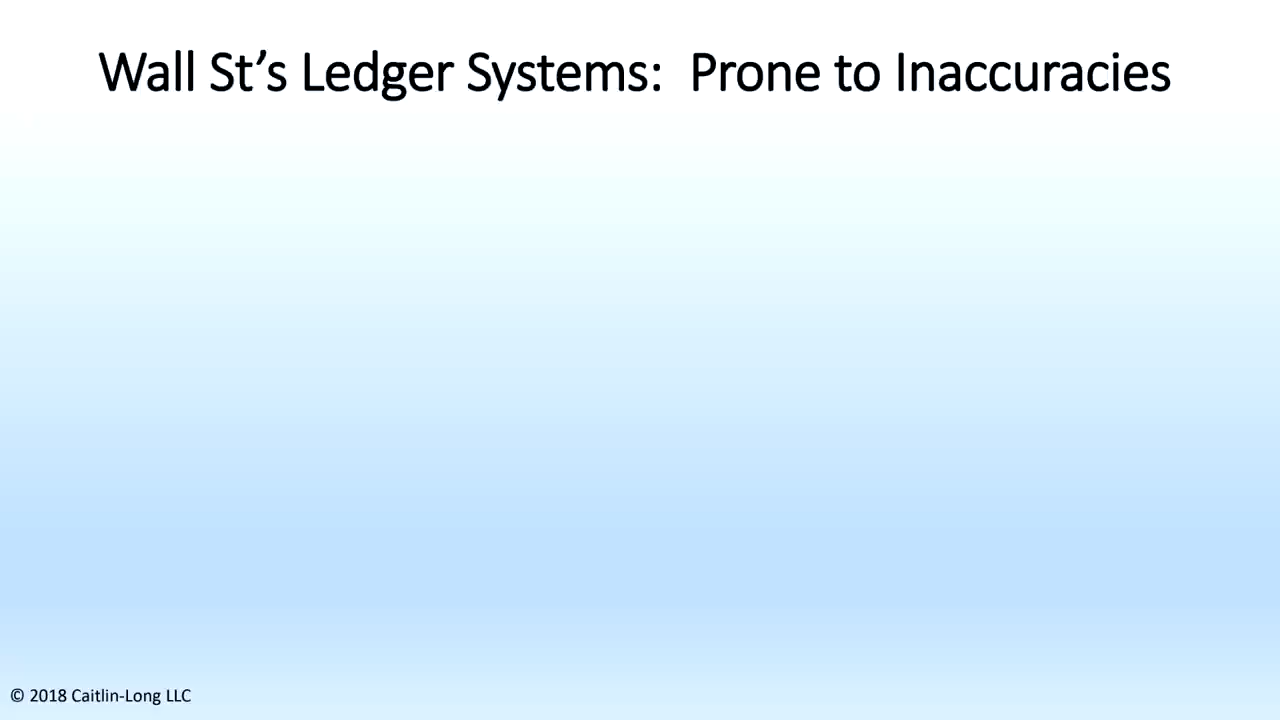 Wall St’s Ledger Systems:  Prone to Inaccuracies
© 2018 Caitlin-Long LLC